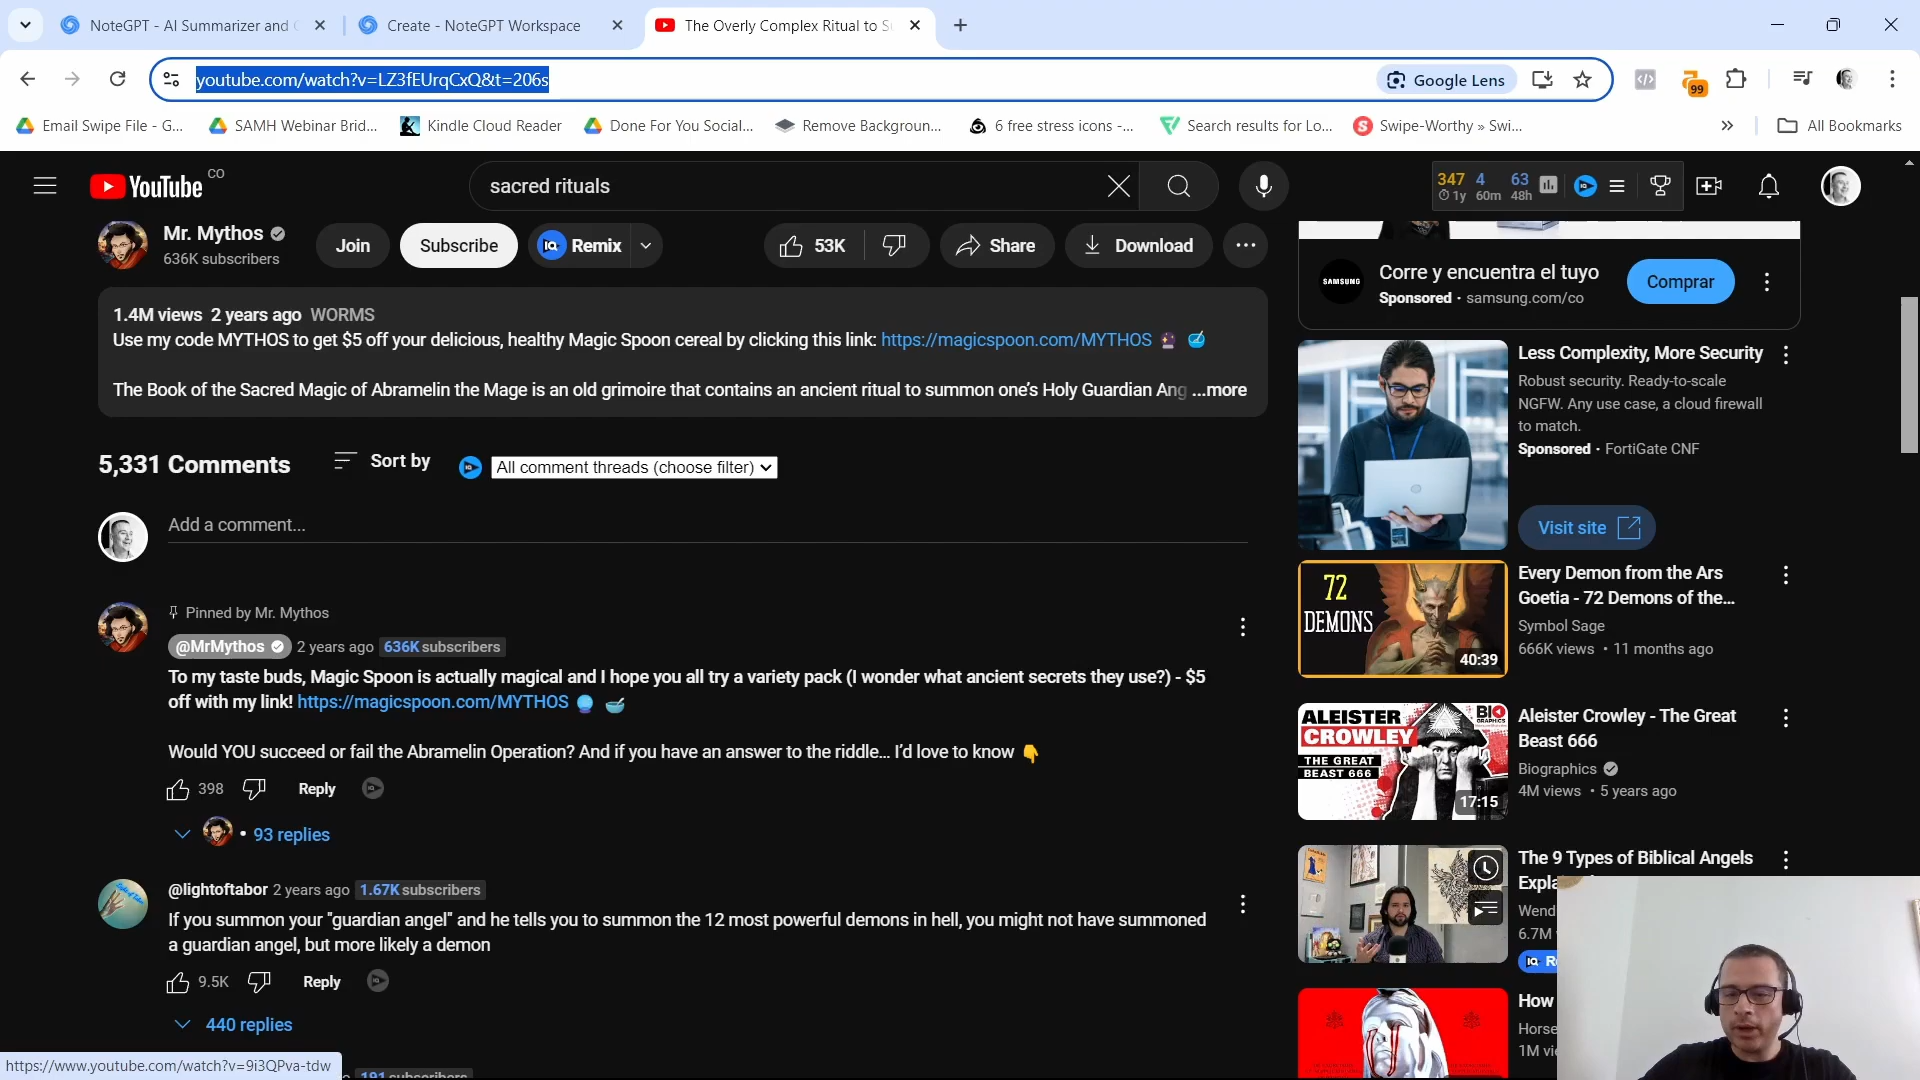 NoteGPT - AI Summarizer and
Create - NoteGPT Workspace
The Overly Complex Ritual to S
youtube.com/watch?v=LZ3fEUrqCxQ&t=206s
Google Lens
99
Email Swipe File - G...
SAMH Webinar Brid...
Kindle Cloud Reader
Done For You Social...
Remove Backgroun...
6 free stress icons -...
Search results for Lo...
Swipe-Worthy » Swi...
All Bookmarks
YouTube CO
sacred rituals
347 4 63
1y 60m 48h
Mr. Mythos
636K subscribers
Join
Subscribe
Remix
53K
Share
Download
1.4M views 2 years ago WORMS
Use my code MYTHOS to get $5 off your delicious, healthy Magic Spoon cereal by clicking this link: https://magicspoon.com/MYTHOS 🔮 🥣
The Book of the Sacred Magic of Abramelin the Mage is an old grimoire that contains an ancient ritual to summon one's Holy Guardian Ang ...more
5,331 Comments
Sort by
All comment threads (choose filter)
Add a comment...
Pinned by Mr. Mythos
@MrMythos 2 years ago 636K subscribers
To my taste buds, Magic Spoon is actually magical and I hope you all try a variety pack (I wonder what ancient secrets they use?) - $5
off with my link! https://magicspoon.com/MYTHOS 🔮 🥣
Would YOU succeed or fail the Abramelin Operation? And if you have an answer to the riddle... I'd love to know 👇
398
Reply
• 93 replies
@lightoftabor 2 years ago 1.67K subscribers
If you summon your "guardian angel" and he tells you to summon the 12 most powerful demons in hell, you might not have summoned
a guardian angel, but more likely a demon
9.5K
Reply
440 replies
191 subscribers
https://www.youtube.com/watch?v=9i3QPva-tdw
SAMSUNG
Corre y encuentra el tuyo
Sponsored · samsung.com/co
Comprar
Less Complexity, More Security
Robust security. Ready-to-scale
NGFW. Any use case, a cloud firewall
to match.
Sponsored · FortiGate CNF
Visit site
72
DEMONS
40:39
Every Demon from the Ars
Goetia - 72 Demons of the...
Symbol Sage
666K views • 11 months ago
ALEISTER
CROWLEY
THE GREAT
BEAST 666
BIO
GRAPHICS
17:15
Aleister Crowley - The Great
Beast 666
Biographics
4M views • 5 years ago
The 9 Types of Biblical Angels
Expla
Wend
6.7M
How
Horse
1M vie